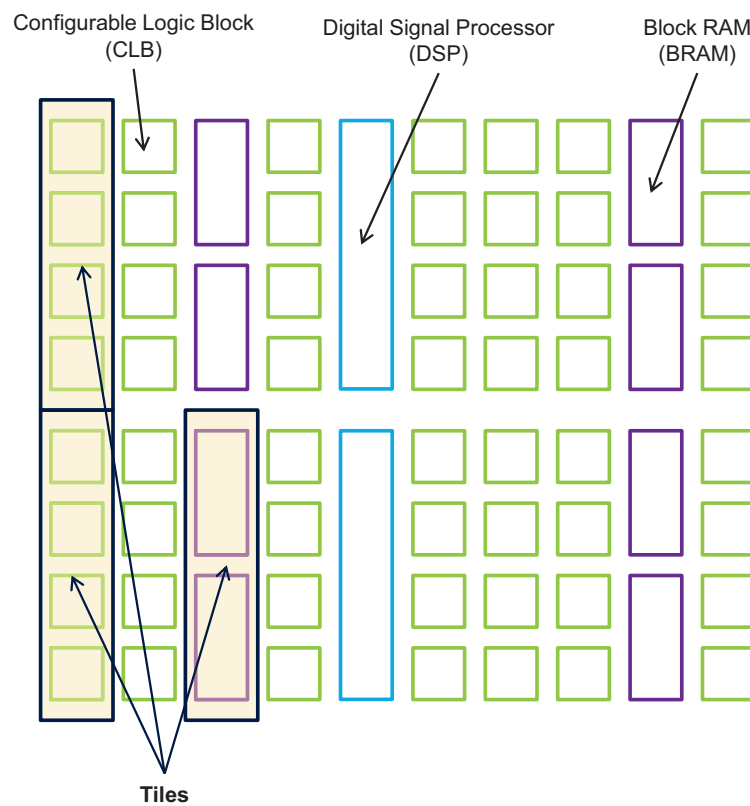 Configurable Logic Block
(CLB)
Digital Signal Processor
(DSP)
Block RAM
(BRAM)
Tiles